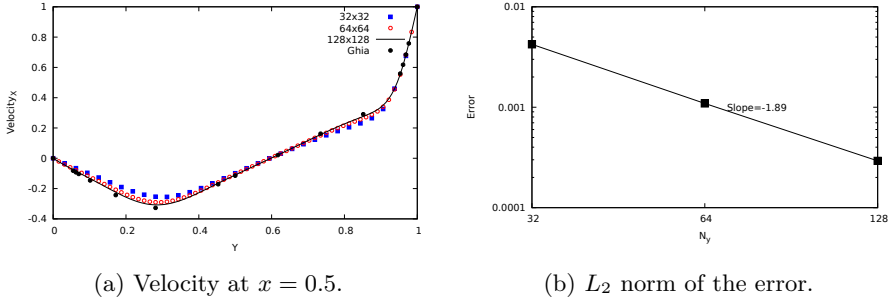 32x32
64x64
128x128
Ghia
1
0.8
0.6
0.4
0.2
0
-0.2
-0.4
0 0.2 0.4 0.6 0.8 1
Velocity_X
Y
(a) Velocity at x = 0.5.
0.01
0.001
0.0001
32 64 128
Error
N_y
Slope=-1.89
(b) L_2 norm of the error.